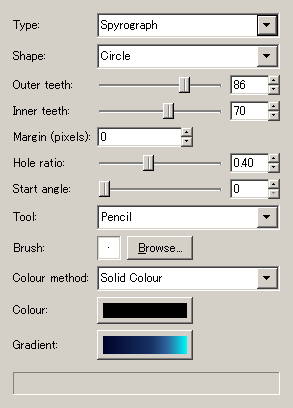 Type: Spyrograph
Shape: Circle
Outer teeth: 86
Inner teeth: 70
Margin (pixels): 0
Hole ratio: 0.40
Start angle: 0
Tool: Pencil
Brush: Browse...
Colour method: Solid Colour
Colour:
Gradient: